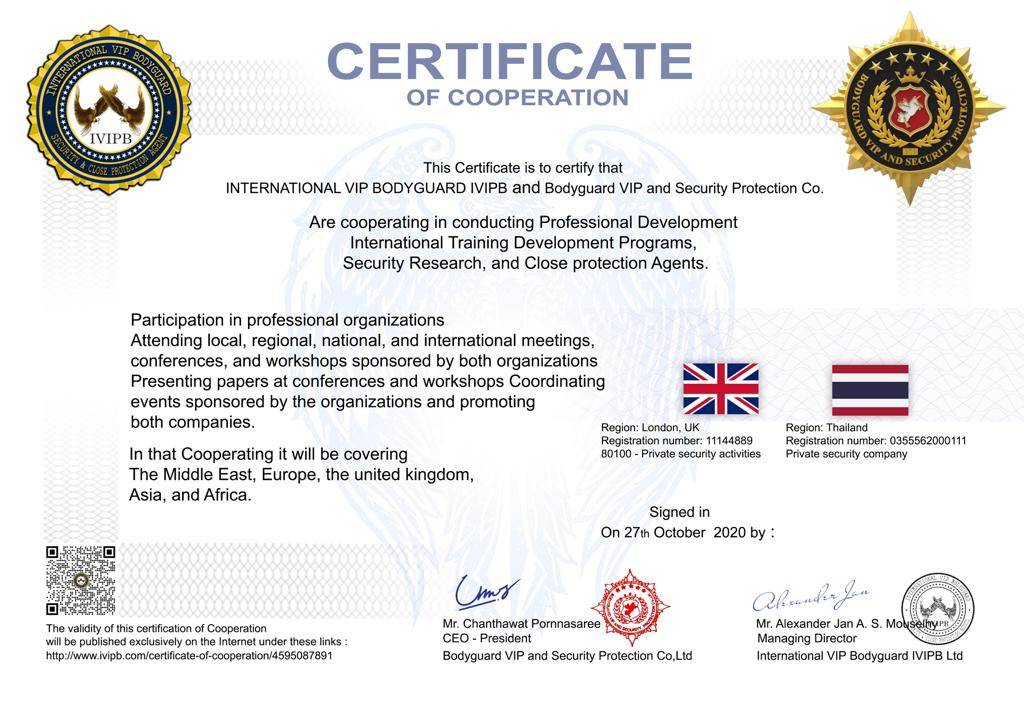 CERTIFICATE
OF COOPERATION
INTERNATIONAL VIP BODYGUARD
IVIPB
SECURITY & CLOSE PROTECTION AGENT
BODYGUARD VIP AND SECURITY PROTECTION
This Certificate is to certify that
INTERNATIONAL VIP BODYGUARD IVIPB and Bodyguard VIP and Security Protection Co.
Are cooperating in conducting Professional Development
International Training Development Programs,
Security Research, and Close protection Agents.
Participation in professional organizations
Attending local, regional, national, and international meetings,
conferences, and workshops sponsored by both organizations
Presenting papers at conferences and workshops Coordinating
events sponsored by the organizations and promoting
both companies.
In that Cooperating it will be covering
The Middle East, Europe, the united kingdom,
Asia, and Africa.
Region: London, UK
Registration number: 11144889
80100 - Private security activities
Region: Thailand
Registration number: 0355562000111
Private security company
Signed in
On 27th October 2020 by :
The validity of this certification of Cooperation
will be published exclusively on the Internet under these links :
http://www.ivipb.com/certificate-of-cooperation/4595087891
Mr. Chanthawat Pornnasaree
CEO - President
Bodyguard VIP and Security Protection Co,Ltd
Alexander Jan
Mr. Alexander Jan A. S. Mouselhy
Managing Director
International VIP Bodyguard IVIPB Ltd